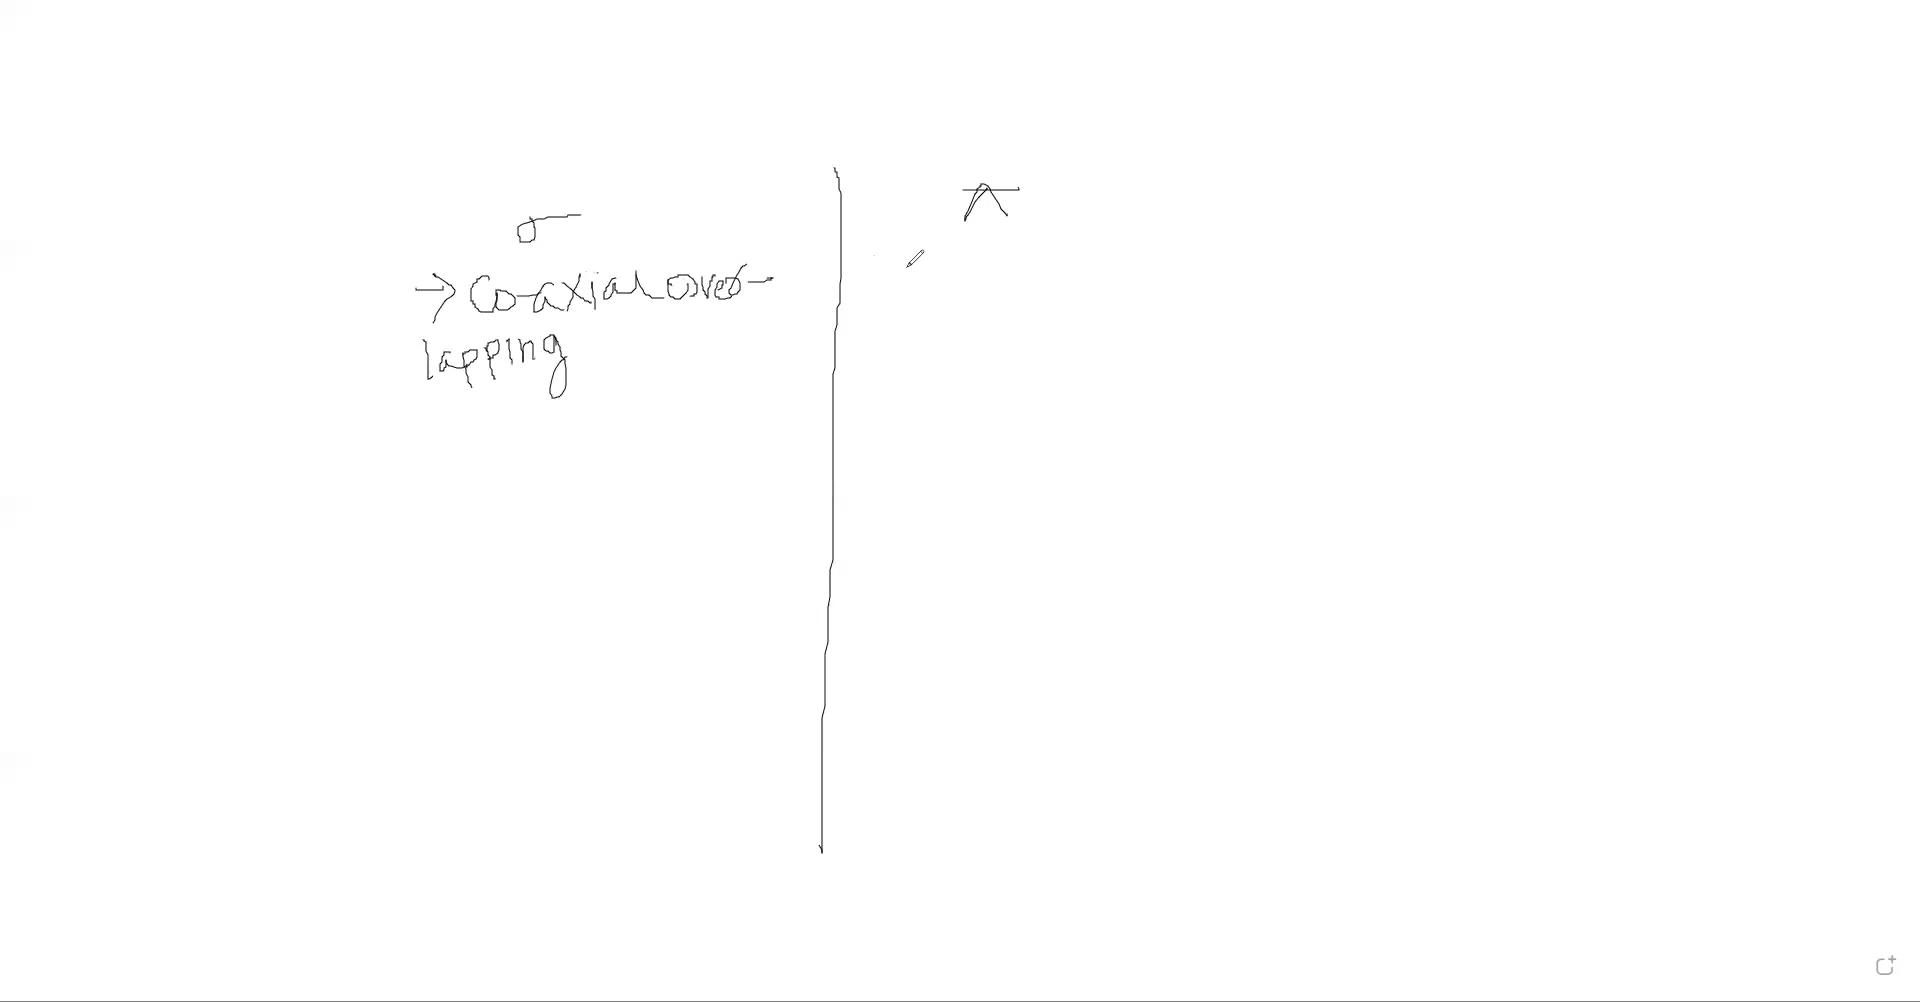 σ
π
→ Co-axial over-
lapping